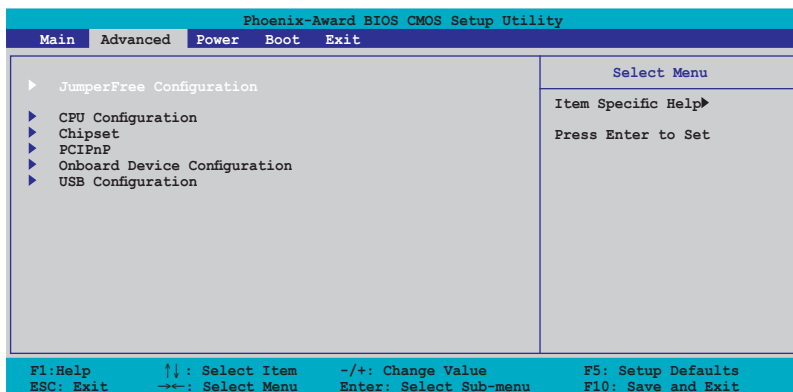 Phoenix-Award BIOS CMOS Setup Utility
Main Advanced Power Boot Exit
Select Menu
JumperFree Configuration
Item Specific Help
CPU Configuration
Press Enter to Set
Chipset
PCIPnP
Onboard Device Configuration
USB Configuration
F1:Help ↑↓: Select Item -/+: Change Value F5: Setup Defaults
ESC: Exit →←: Select Menu Enter: Select Sub-menu F10: Save and Exit